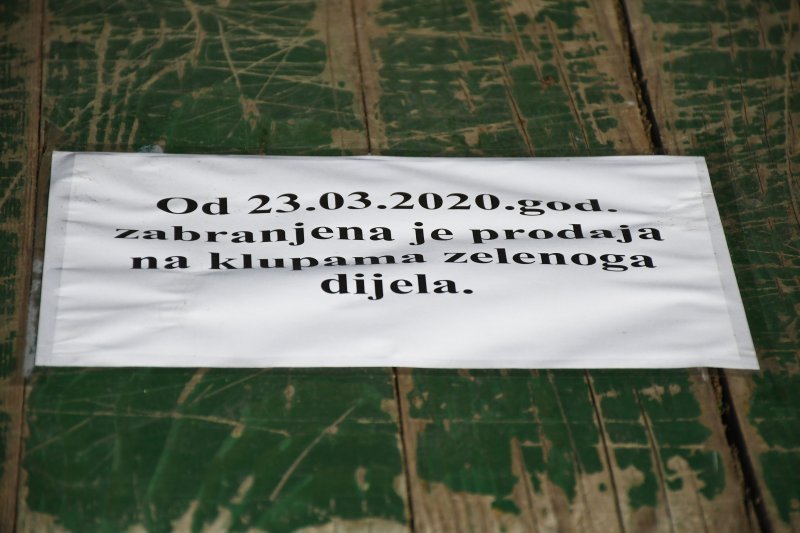 Od 23.03.2020.god.
zabranjena je prodaja
na klupama zelenoga
dijela.